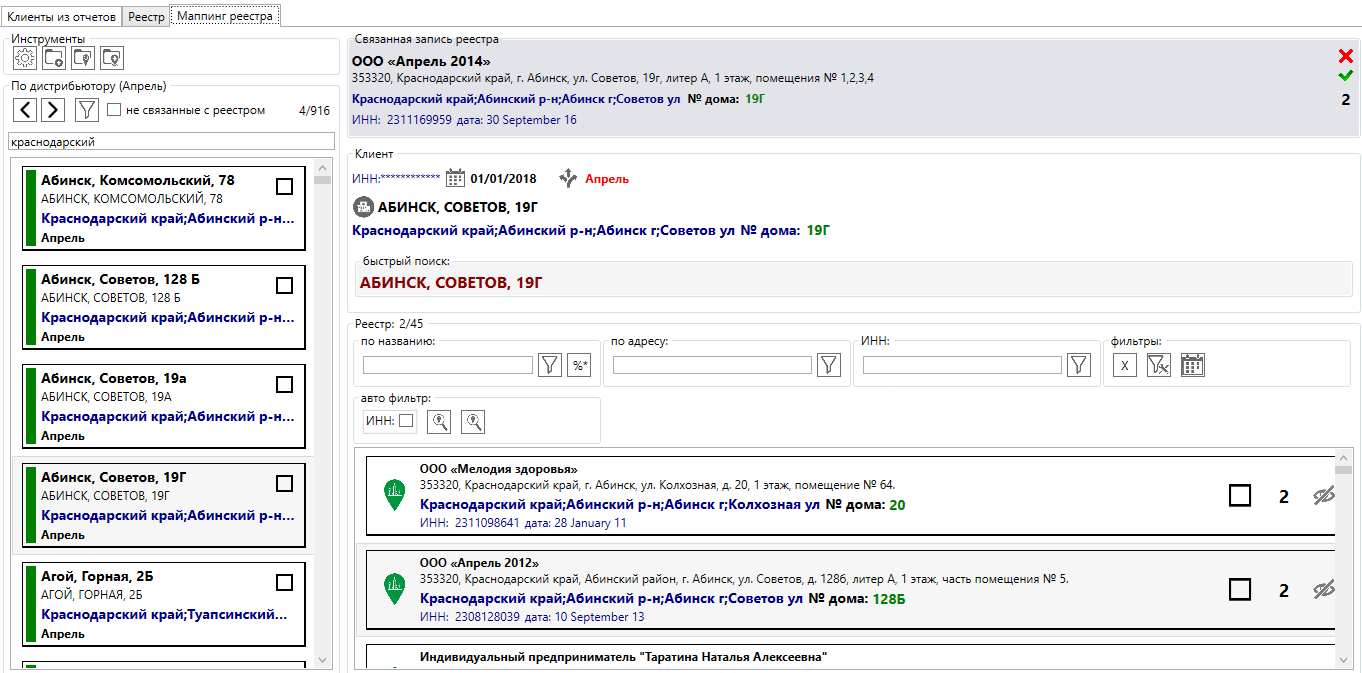 Клиенты из отчетов
Реестр
Маппинг реестра
Инструменты
По дистрибьютору (Апрель)
не связанные с реестром
4/916
краснодарский
Абинск, Комсомольский, 78
АБИНСК, КОМСОМОЛЬСКИЙ, 78
Краснодарский край;Абинский р-н...
Апрель
Абинск, Советов, 128 Б
АБИНСК, СОВЕТОВ, 128 Б
Краснодарский край;Абинский р-н...
Апрель
Абинск, Советов, 19а
АБИНСК, СОВЕТОВ, 19А
Краснодарский край;Абинский р-н...
Апрель
Абинск, Советов, 19Г
АБИНСК, СОВЕТОВ, 19Г
Краснодарский край;Абинский р-н...
Апрель
Агой, Горная, 2Б
АГОЙ, ГОРНАЯ, 2Б
Краснодарский край;Туапсинский...
Апрель
Связанная запись реестра
ООО «Апрель 2014»
353320, Краснодарский край, г. Абинск, ул. Советов, 19г, литер А, 1 этаж, помещения № 1,2,3,4
Краснодарский край;Абинский р-н;Абинск г;Советов ул № дома: 19Г
2
ИНН: 2311169959 дата: 30 September 16
Клиент
ИНН:************ 01/01/2018 Апрель
АБИНСК, СОВЕТОВ, 19Г
Краснодарский край;Абинский р-н;Абинск г;Советов ул № дома: 19Г
быстрый поиск:
АБИНСК, СОВЕТОВ, 19Г
Реестр: 2/45
по названию:
%*
по адресу:
ИНН:
фильтры:
X
авто фильтр:
ИНН:
ООО «Мелодия здоровья»
353320, Краснодарский край, г. Абинск, ул. Колхозная, д. 20, 1 этаж, помещение № 64.
Краснодарский край;Абинский р-н;Абинск г;Колхозная ул № дома: 20
ИНН: 2311098641 дата: 28 January 11
2
ООО «Апрель 2012»
353320, Краснодарский край, Абинский район, г. Абинск, ул. Советов, д. 128б, литер А, 1 этаж, часть помещения № 5.
Краснодарский край;Абинский р-н;Абинск г;Советов ул № дома: 128Б
ИНН: 2308128039 дата: 10 September 13
2
Индивидуальный предприниматель "Таратина Наталья Алексеевна"